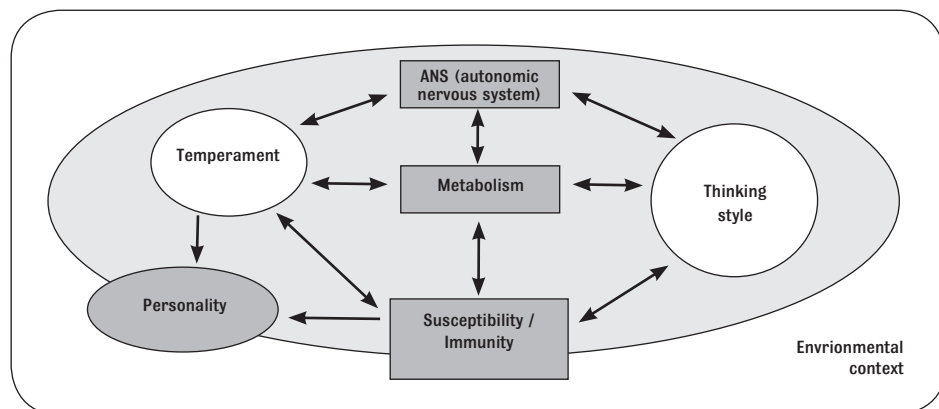 ANS (autonomic
nervous system)
Temperament
Metabolism
Thinking
style
Personality
Susceptibility /
Immunity
Envrionmental
context